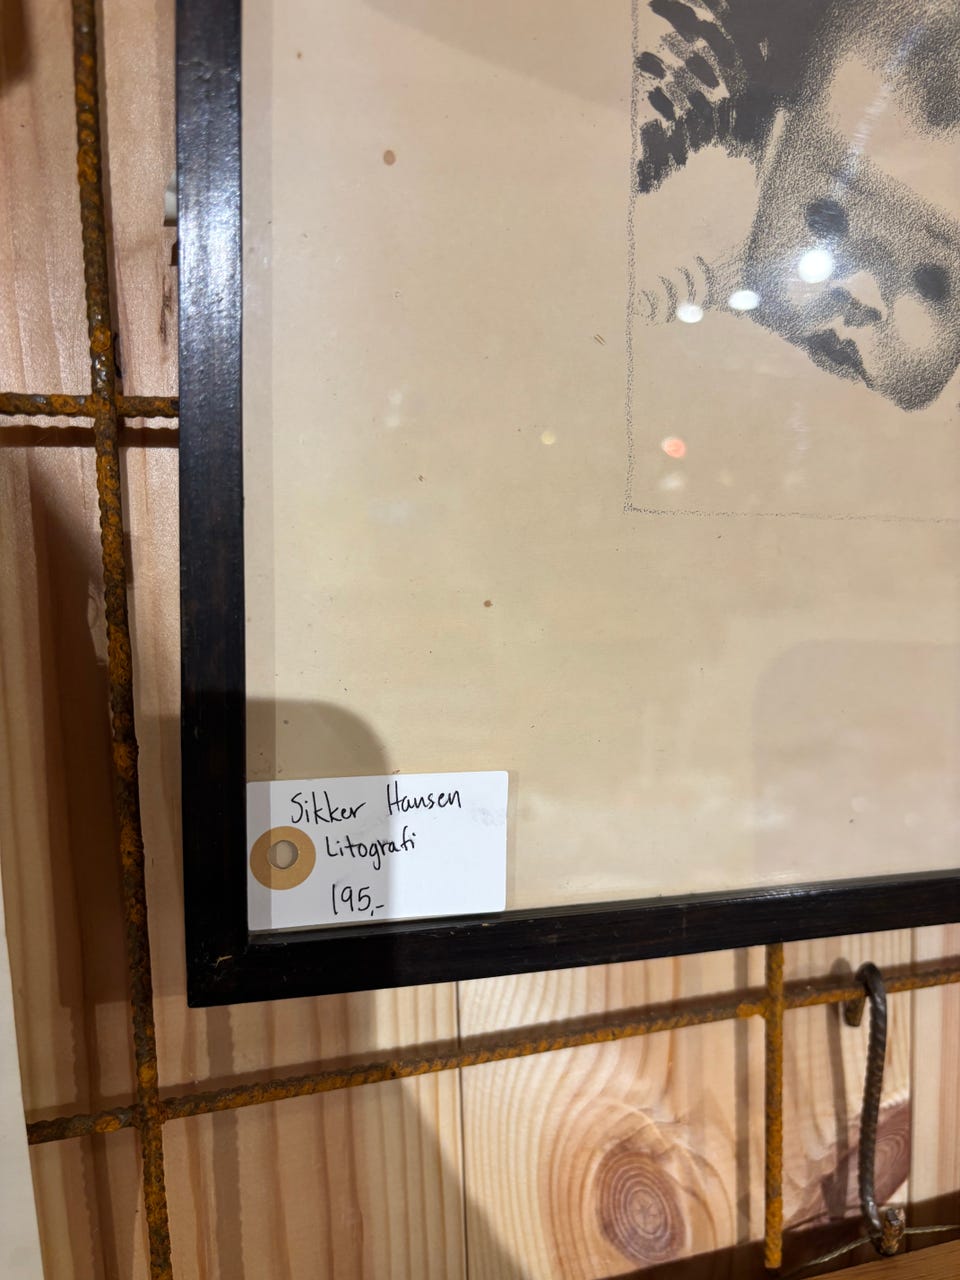 Sikker Hansen
Litografi
195,-